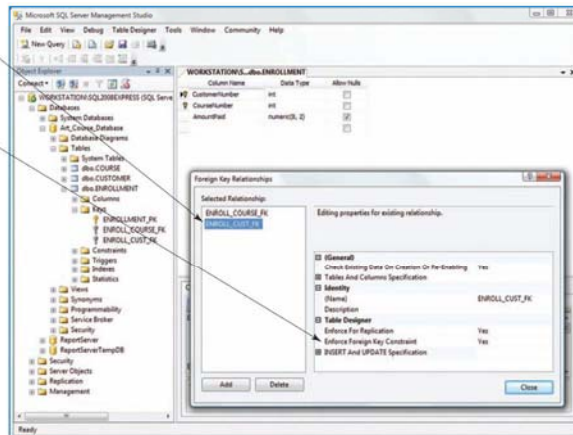 Microsoft SQL Server Management Studio
File Edit View Debug Table Designer Tools Window Community Help
New Query
Object Explorer
Connect
WORKSTATION\SQL2008EXPRESS (SQL Serve
Databases
System Databases
Art_Course_Database
Database Diagrams
Tables
System Tables
dbo.COURSE
dbo.CUSTOMER
dbo.ENROLLMENT
Columns
Keys
ENROLLMENT_PK
ENROLL_COURSE_FK
ENROLL_CUST_FK
Constraints
Triggers
Indexes
Statistics
Views
Synonyms
Programmability
Service Broker
Security
ReportServer
ReportServerTempDB
Security
Server Objects
Replication
Management
WORKSTATION\S...dbo.ENROLLMENT
Column Name Data Type Allow Nulls
CustomerNumber int
CourseNumber int
AmountPaid numeric(8, 2)
Foreign Key Relationships
Selected Relationship:
ENROLL_COURSE_FK
ENROLL_CUST_FK
Editing properties for existing relationship.
(General)
Check Existing Data On Creation Or Re-Enabling Yes
Tables And Columns Specification
Identity
(Name) ENROLL_CUST_FK
Description
Table Designer
Enforce For Replication Yes
Enforce Foreign Key Constraint Yes
INSERT And UPDATE Specification
Add Delete
Close
Ready